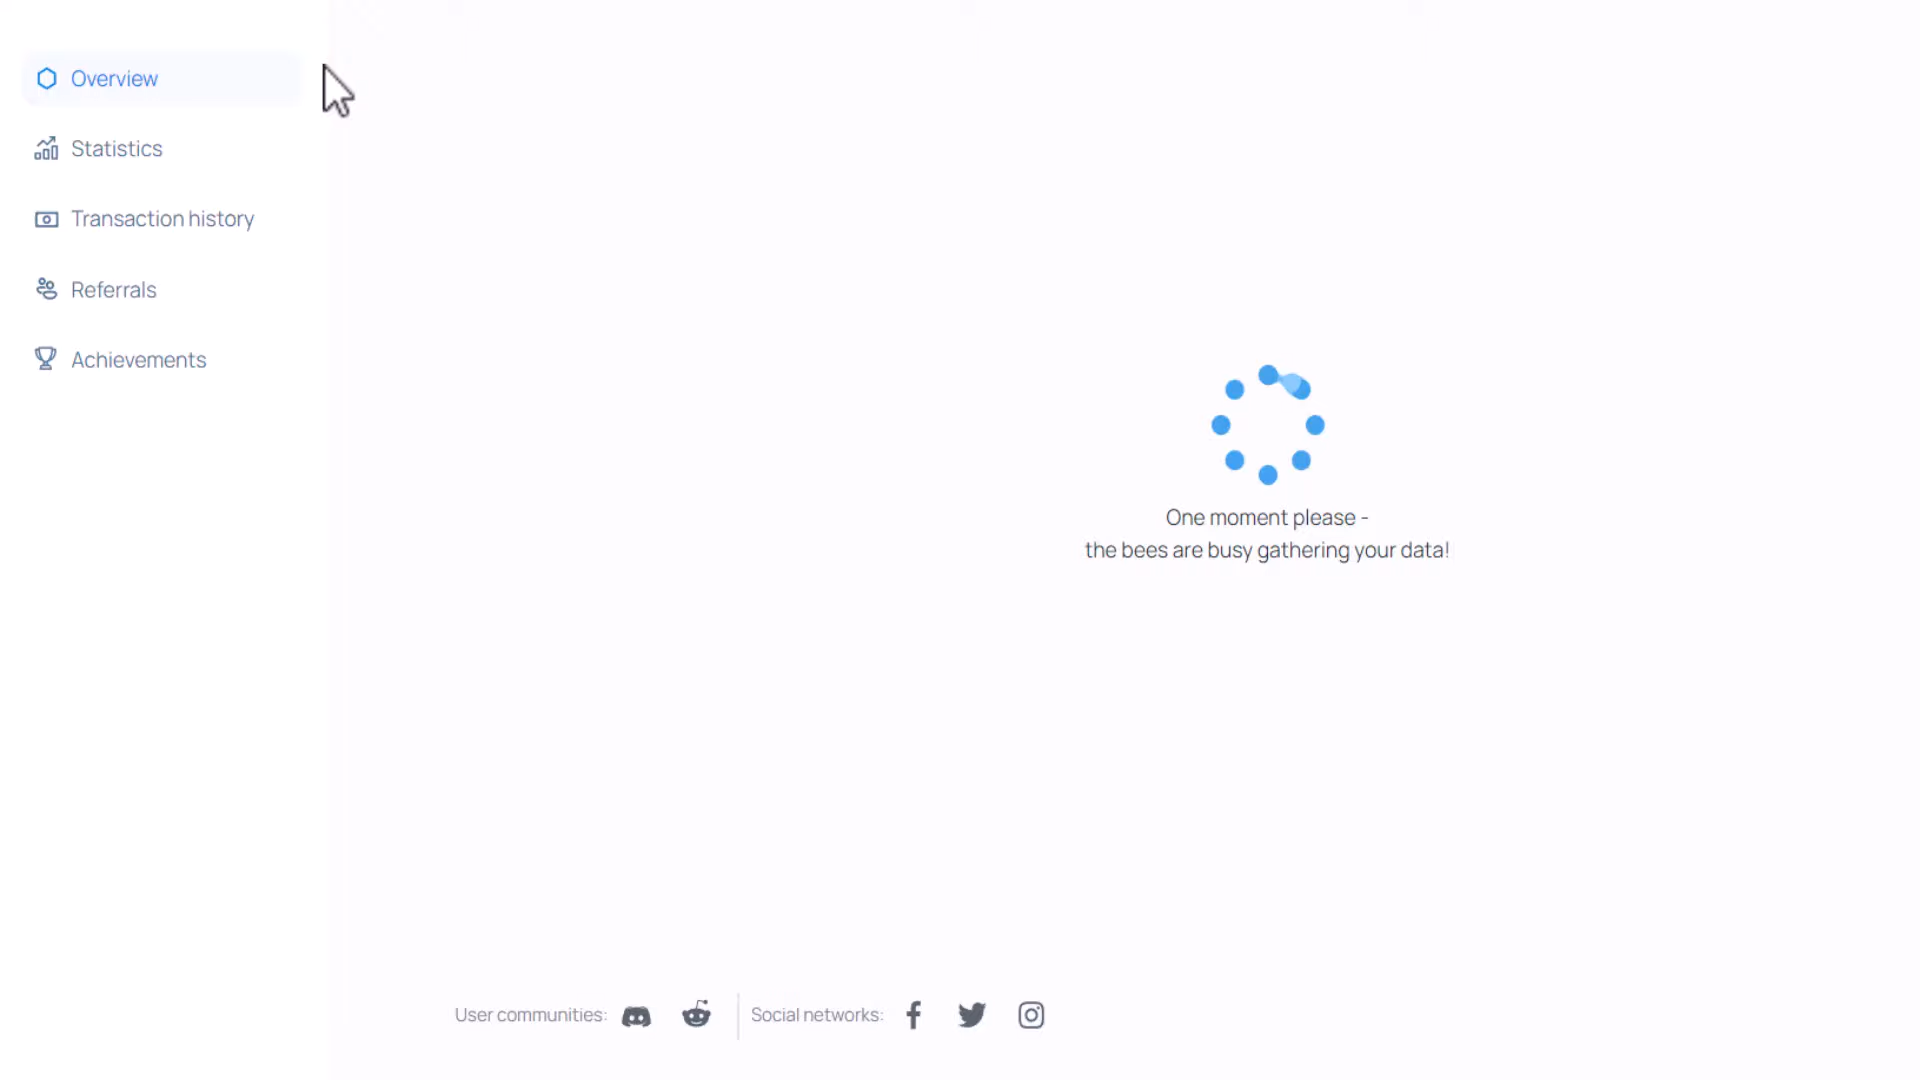 Overview
Statistics
Transaction history
Referrals
Achievements
One moment please -
the bees are busy gathering your data!
User communities:
Social networks: